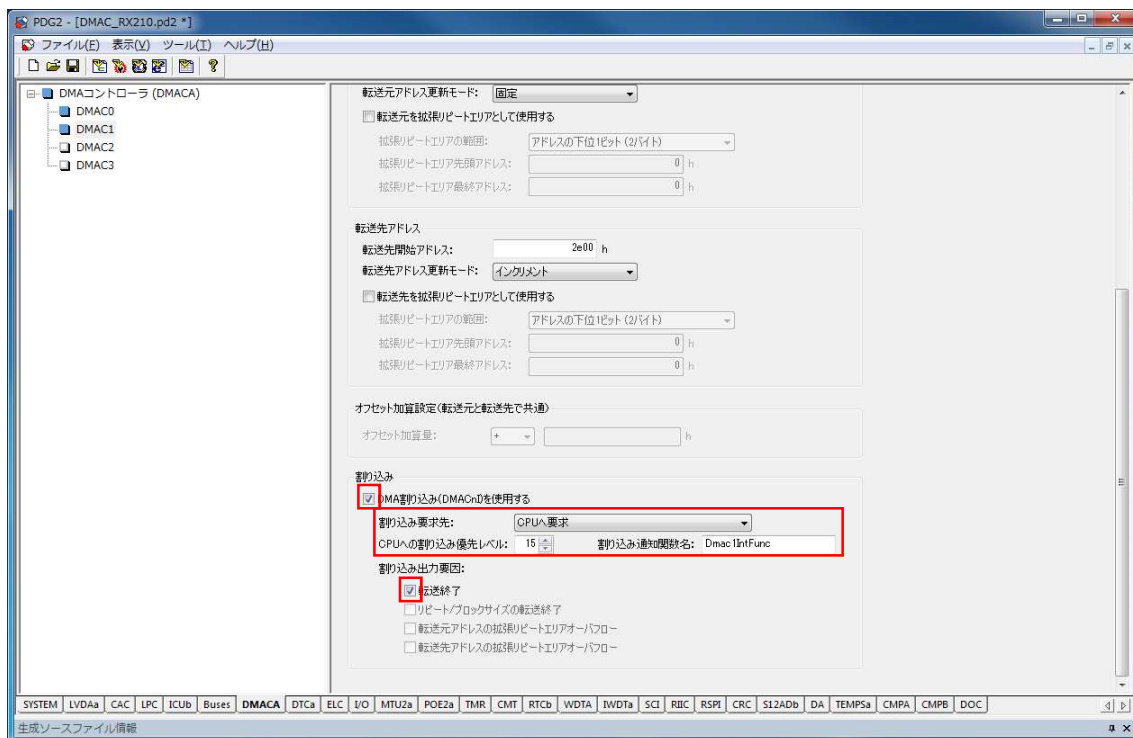 PDG2 - [DMAC_RX210.pd2 *]
ファイル(F) 表示(V) ツール(T) ヘルプ(H)
DMAコントローラ (DMACA)
DMAC0
DMAC1
DMAC2
DMAC3
転送元アドレス更新モード: 固定
転送元を拡張リピートエリアとして使用する
拡張リピートエリアの範囲: アドレスの下位1ビット (2バイト)
拡張リピートエリア先頭アドレス: 0 h
拡張リピートエリア最終アドレス: 0 h
転送先アドレス
転送先開始アドレス: 2e00 h
転送先アドレス更新モード: インクリメント
転送先を拡張リピートエリアとして使用する
拡張リピートエリアの範囲: アドレスの下位1ビット (2バイト)
拡張リピートエリア先頭アドレス: 0 h
拡張リピートエリア最終アドレス: 0 h
オフセット加算設定(転送元と転送先で共通)
オフセット加算量: + h
割り込み
DMA割り込み(DMACnI)を使用する
割り込み要求先: CPUへ要求
CPUへの割り込み優先レベル: 15 割り込み通知関数名: Dmac1IntFunc
割り込み出力要因:
転送終了
リピート/ブロックサイズの転送終了
転送元アドレスの拡張リピートエリアオーバフロー
転送先アドレスの拡張リピートエリアオーバフロー
SYSTEM LVDAa CAC LPC ICUb Buses DMACA DTCa ELC I/O MTU2a POE2a TMR CMT RTCb WDTA IWDTa SCI RIIC RSPI CRC S12ADb DA TEMPSa CMPA CMPB DOC
生成ソースファイル情報